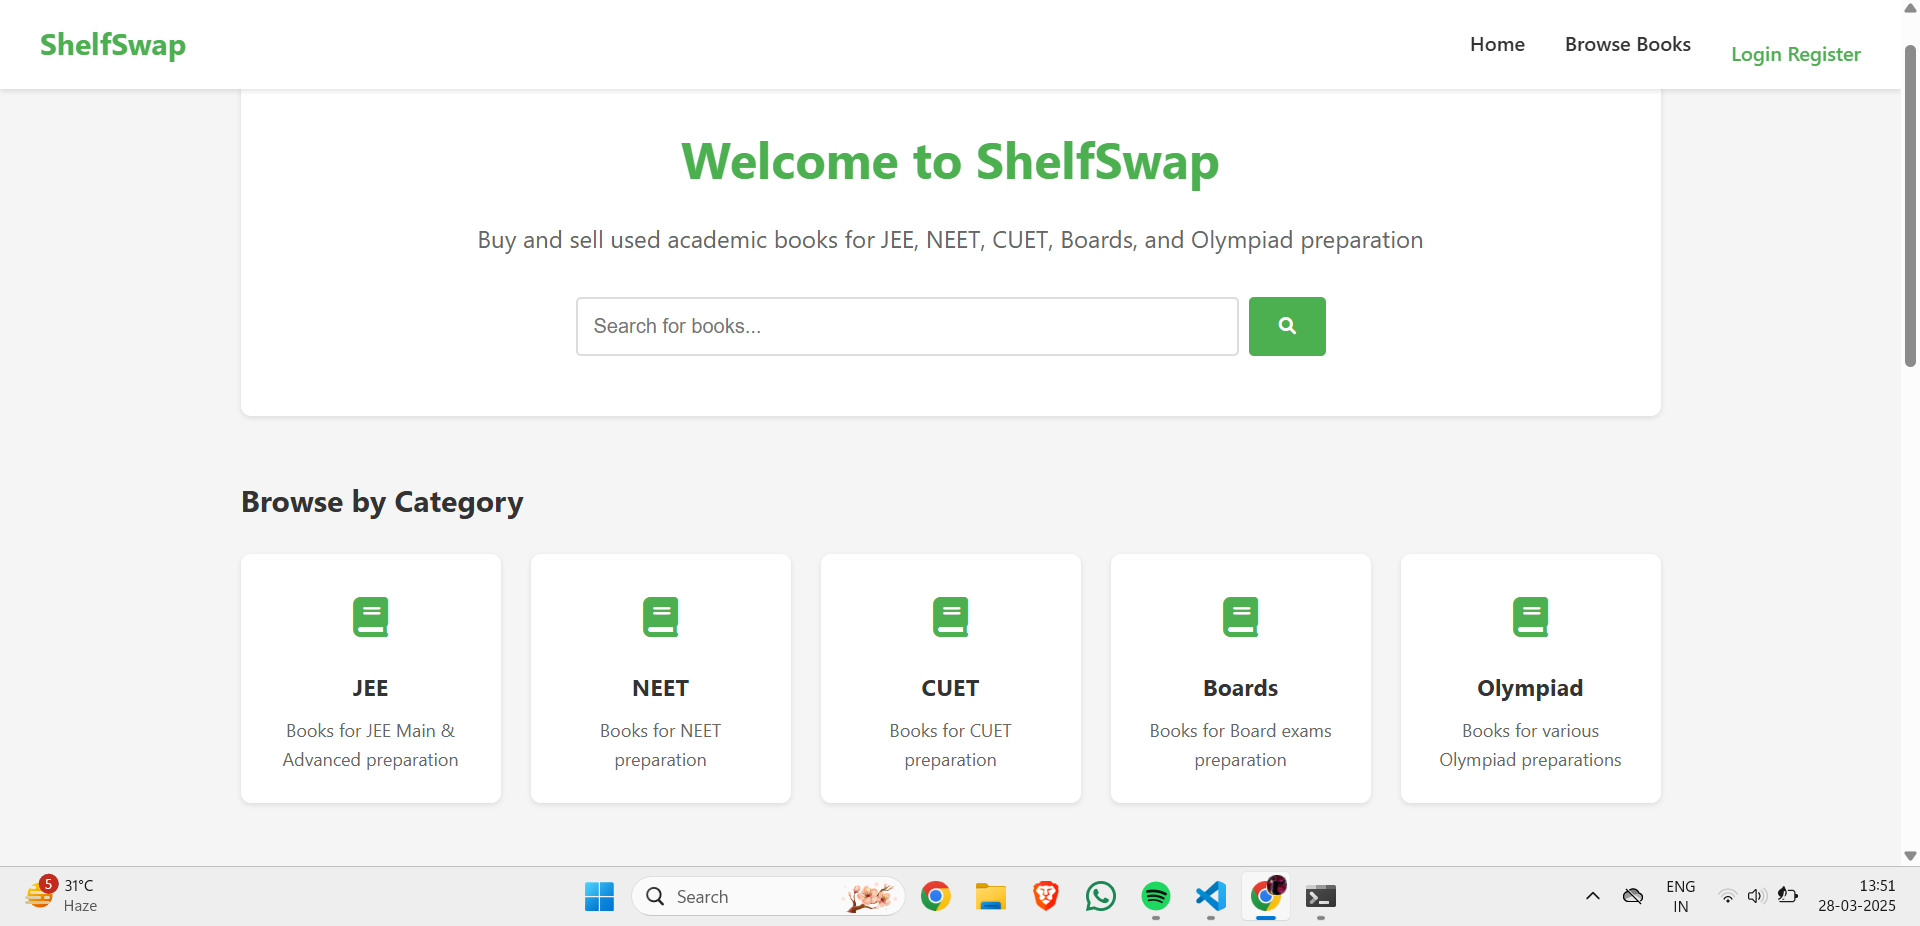 ShelfSwap
Home Browse Books Login Register
Welcome to ShelfSwap
Buy and sell used academic books for JEE, NEET, CUET, Boards, and Olympiad preparation
Search for books...
Browse by Category
JEE
Books for JEE Main &
Advanced preparation
NEET
Books for NEET
preparation
CUET
Books for CUET
preparation
Boards
Books for Board exams
preparation
Olympiad
Books for various
Olympiad preparations
5
31°C
Haze
Search
ENG
IN
13:51
28-03-2025